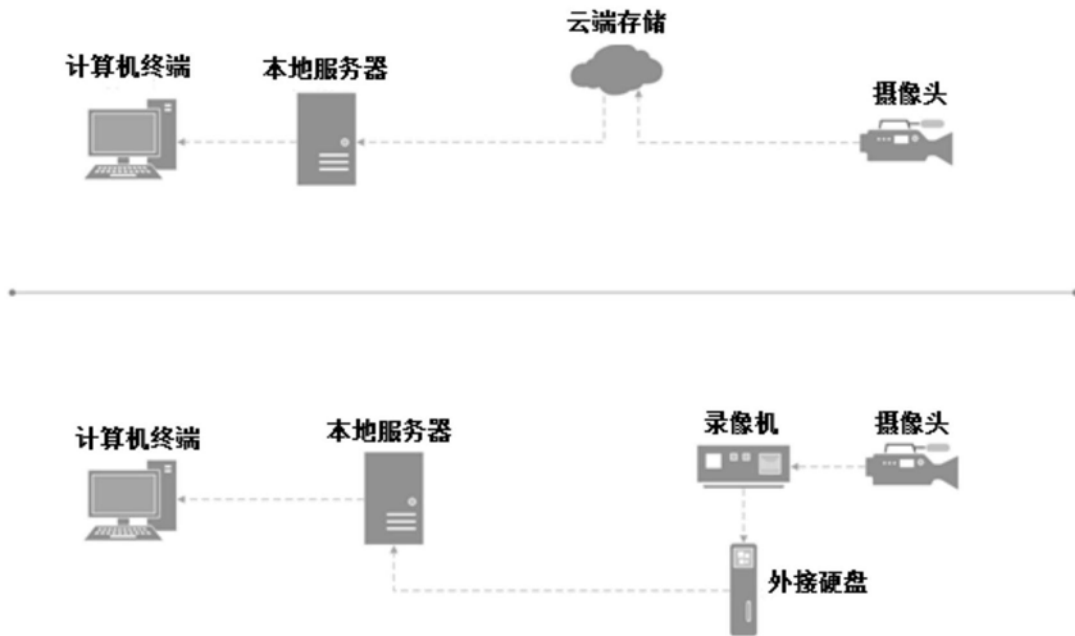 云端存储
计算机终端
本地服务器
摄像头
录像机
摄像头
计算机终端
本地服务器
外接硬盘